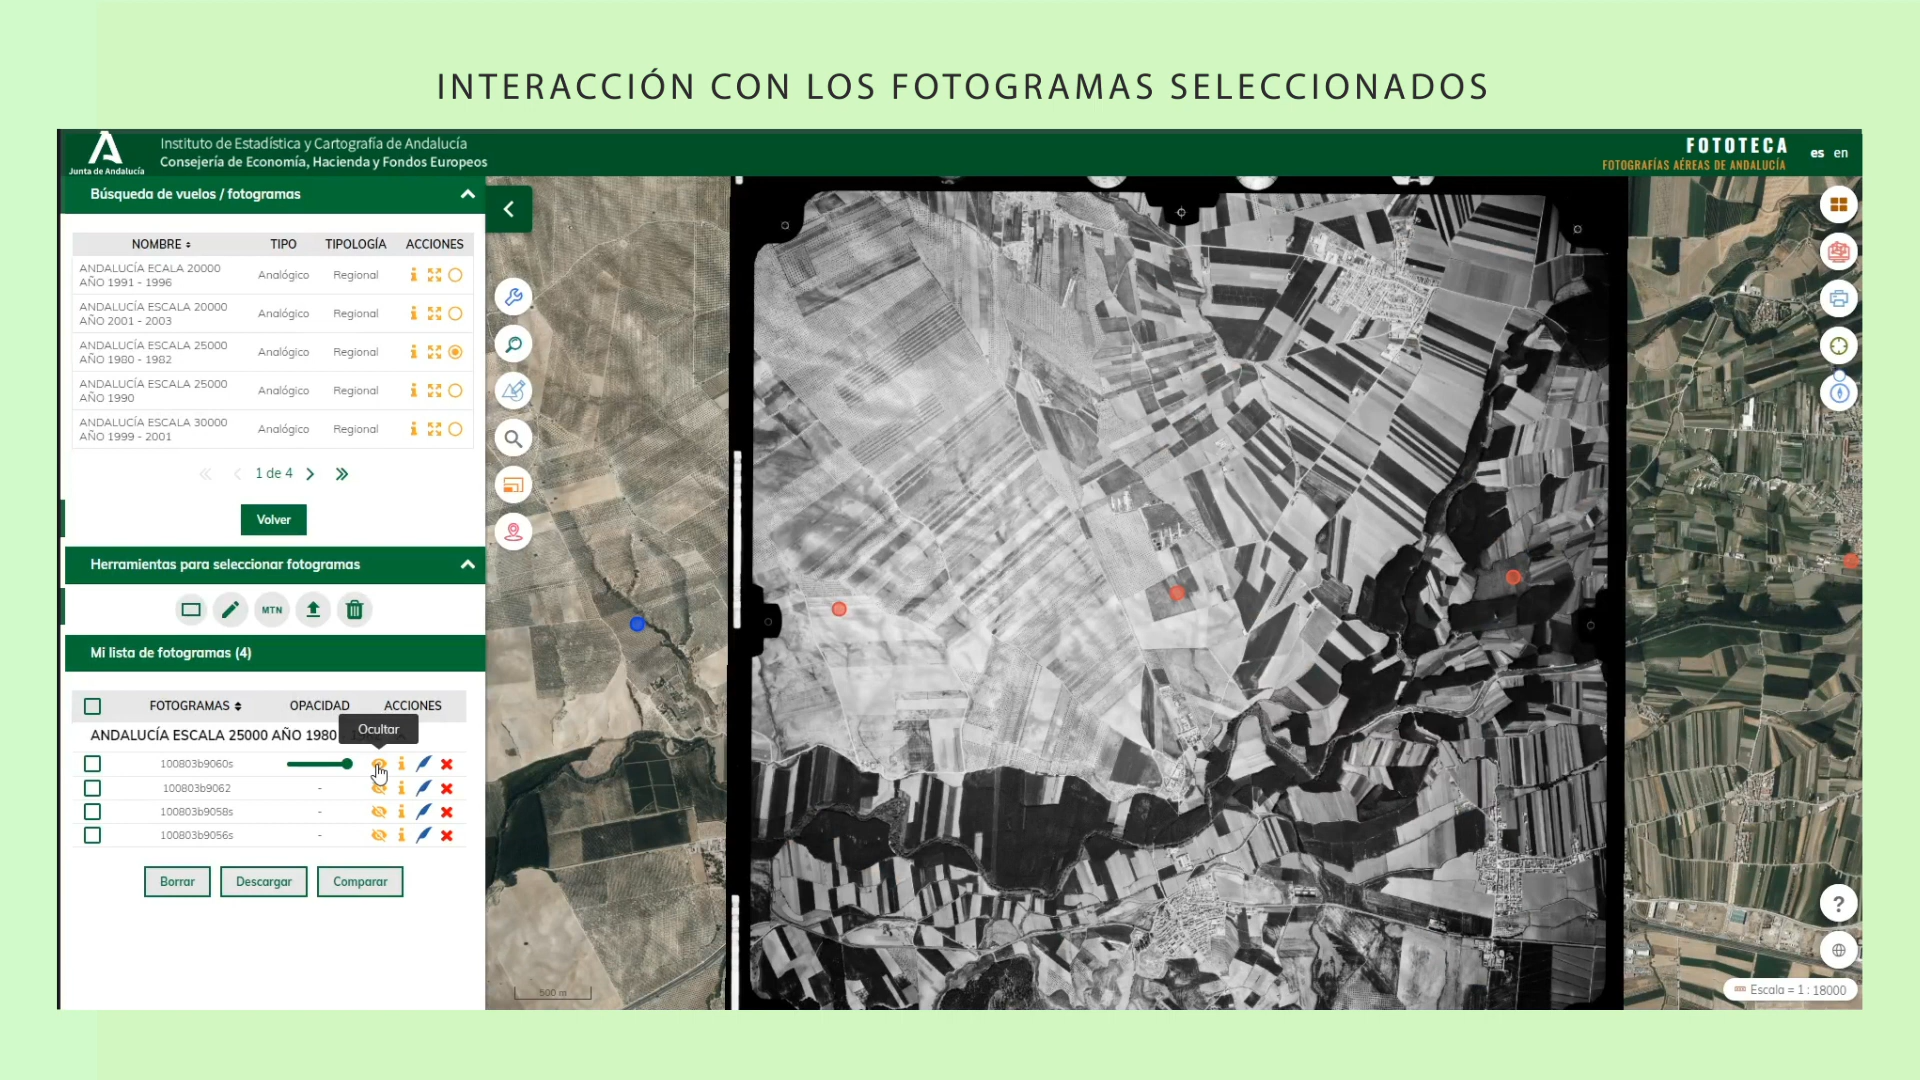 INTERACCIÓN CON LOS FOTOGRAMAS SELECCIONADOS
Junta de Andalucía
Instituto de Estadística y Cartografía de Andalucía
Consejería de Economía, Hacienda y Fondos Europeos
FOTOTECA
FOTOGRAFÍAS AÉREAS DE ANDALUCÍA
es en
Búsqueda de vuelos / fotogramas
NOMBRE TIPO TIPOLOGÍA ACCIONES
ANDALUCÍA ECALA 20000
AÑO 1991 - 1996
Analógico Regional
ANDALUCÍA ESCALA 20000
AÑO 2001 - 2003
Analógico Regional
ANDALUCÍA ESCALA 25000
AÑO 1980 - 1982
Analógico Regional
ANDALUCÍA ESCALA 25000
AÑO 1990
Analógico Regional
ANDALUCÍA ESCALA 30000
AÑO 1999 - 2001
Analógico Regional
1 de 4
Volver
Herramientas para seleccionar fotogramas
MTN
Mi lista de fotogramas (4)
FOTOGRAMAS OPACIDAD ACCIONES
Ocultar
ANDALUCÍA ESCALA 25000 AÑO 1980
100803b9060s
100803b9062 -
100803b9058s -
100803b9056s -
Borrar Descargar Comparar
500 m
?
Escala = 1 : 18000